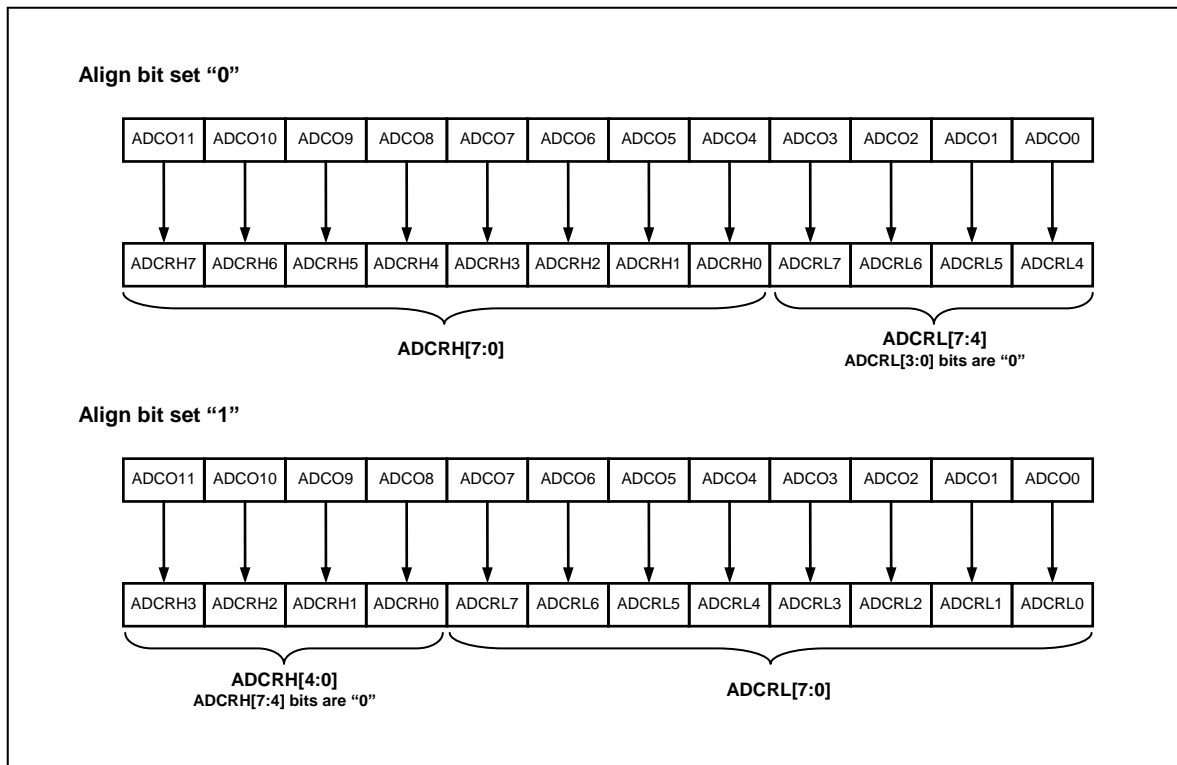 Align bit set “0”
ADCO11 ADCO10 ADCO9 ADCO8 ADCO7 ADCO6 ADCO5 ADCO4 ADCO3 ADCO2 ADCO1 ADCO0
ADCRH7 ADCRH6 ADCRH5 ADCRH4 ADCRH3 ADCRH2 ADCRH1 ADCRH0 ADCRL7 ADCRL6 ADCRL5 ADCRL4
ADCRH[7:0]
ADCRL[7:4]
ADCRL[3:0] bits are “0”
Align bit set “1”
ADCO11 ADCO10 ADCO9 ADCO8 ADCO7 ADCO6 ADCO5 ADCO4 ADCO3 ADCO2 ADCO1 ADCO0
ADCRH3 ADCRH2 ADCRH1 ADCRH0 ADCRL7 ADCRL6 ADCRL5 ADCRL4 ADCRL3 ADCRL2 ADCRL1 ADCRL0
ADCRH[4:0]
ADCRH[7:4] bits are “0”
ADCRL[7:0]